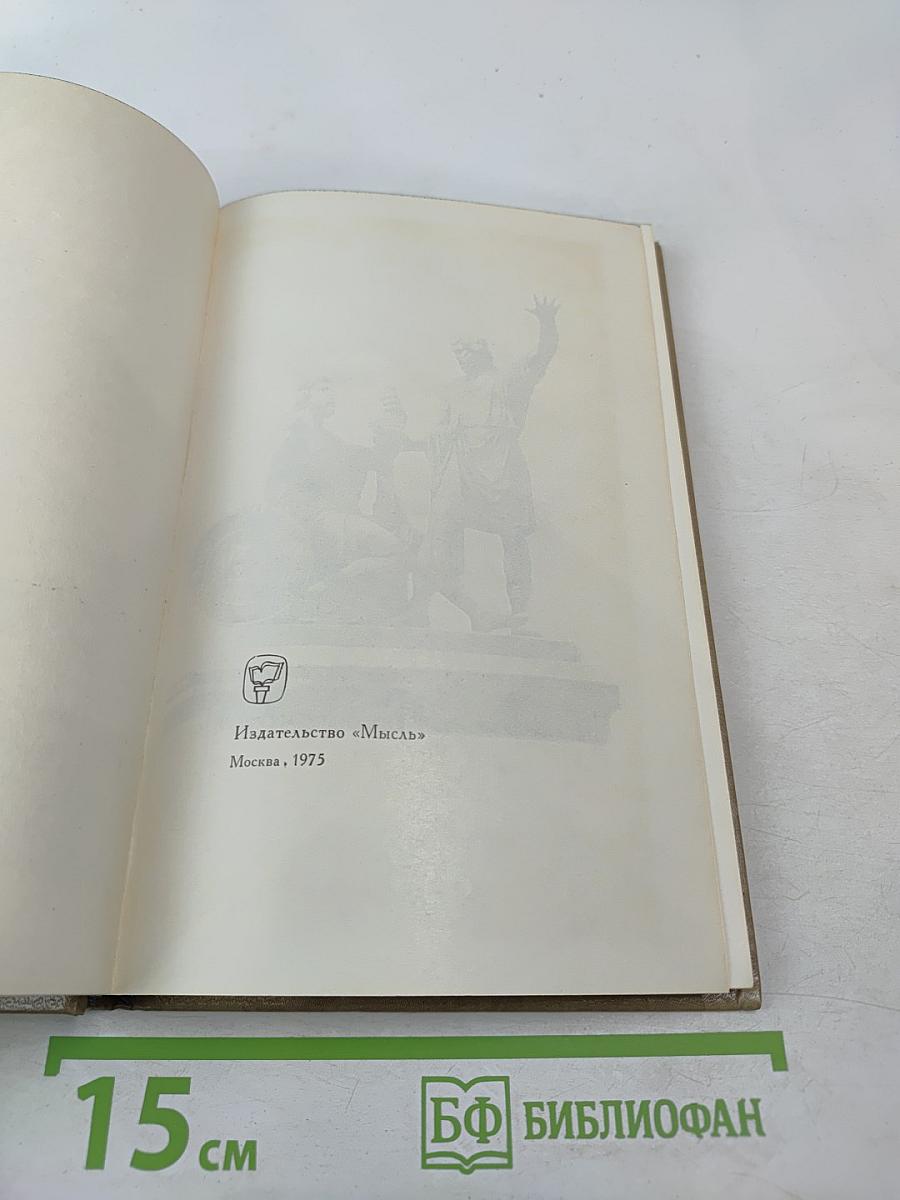 Издательство «Мысль»
Москва, 1975
15 см
БФ БИБЛИОФАН